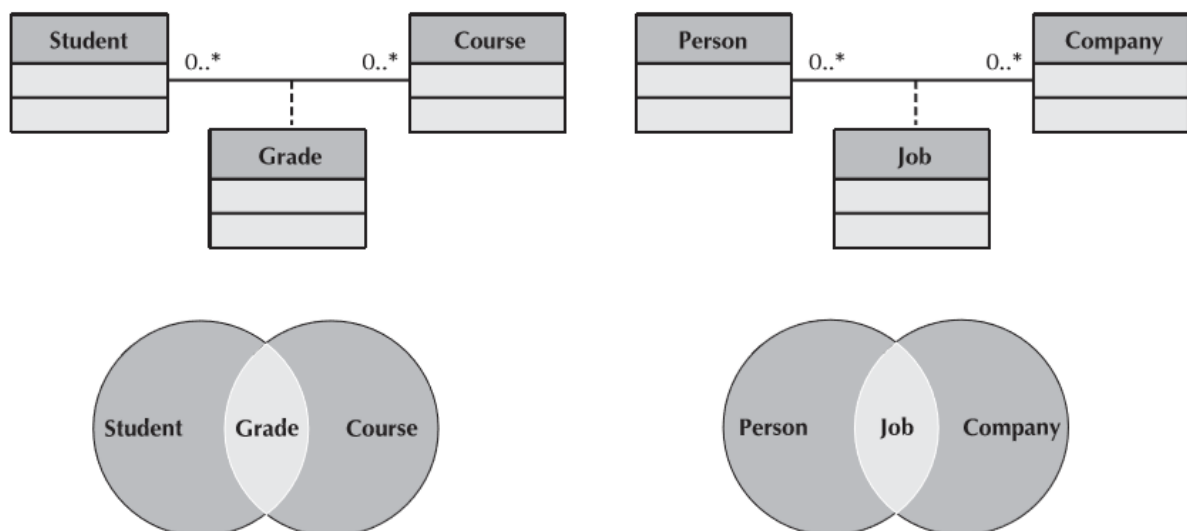 Student
Course
0..*
0..*
Grade
Person
Company
0..*
0..*
Job
Student
Grade
Course
Person
Job
Company